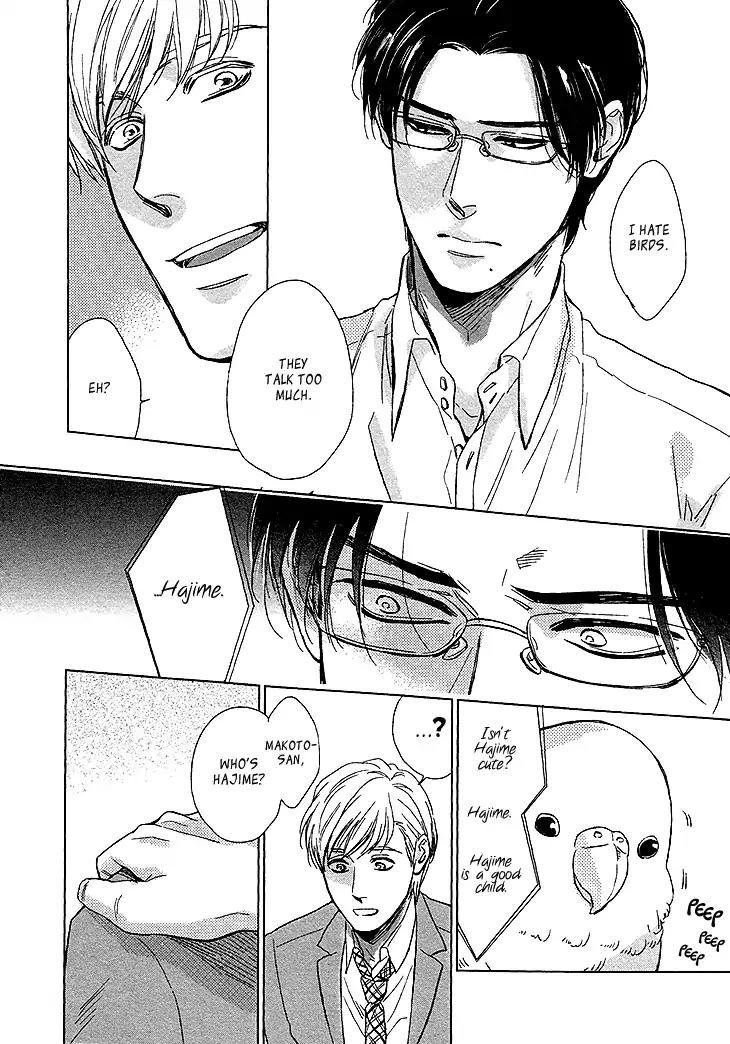 I HATE
BIRDS.
THEY
TALK TOO
MUCH.
EH?
...Hajime.
Isn't
Hajime
cute?
Hajime.
Hajime
is a good
child.
PEEP
PEEP
PEEP
...?
MAKOTO-
SAN,
WHO'S
HAJIME?